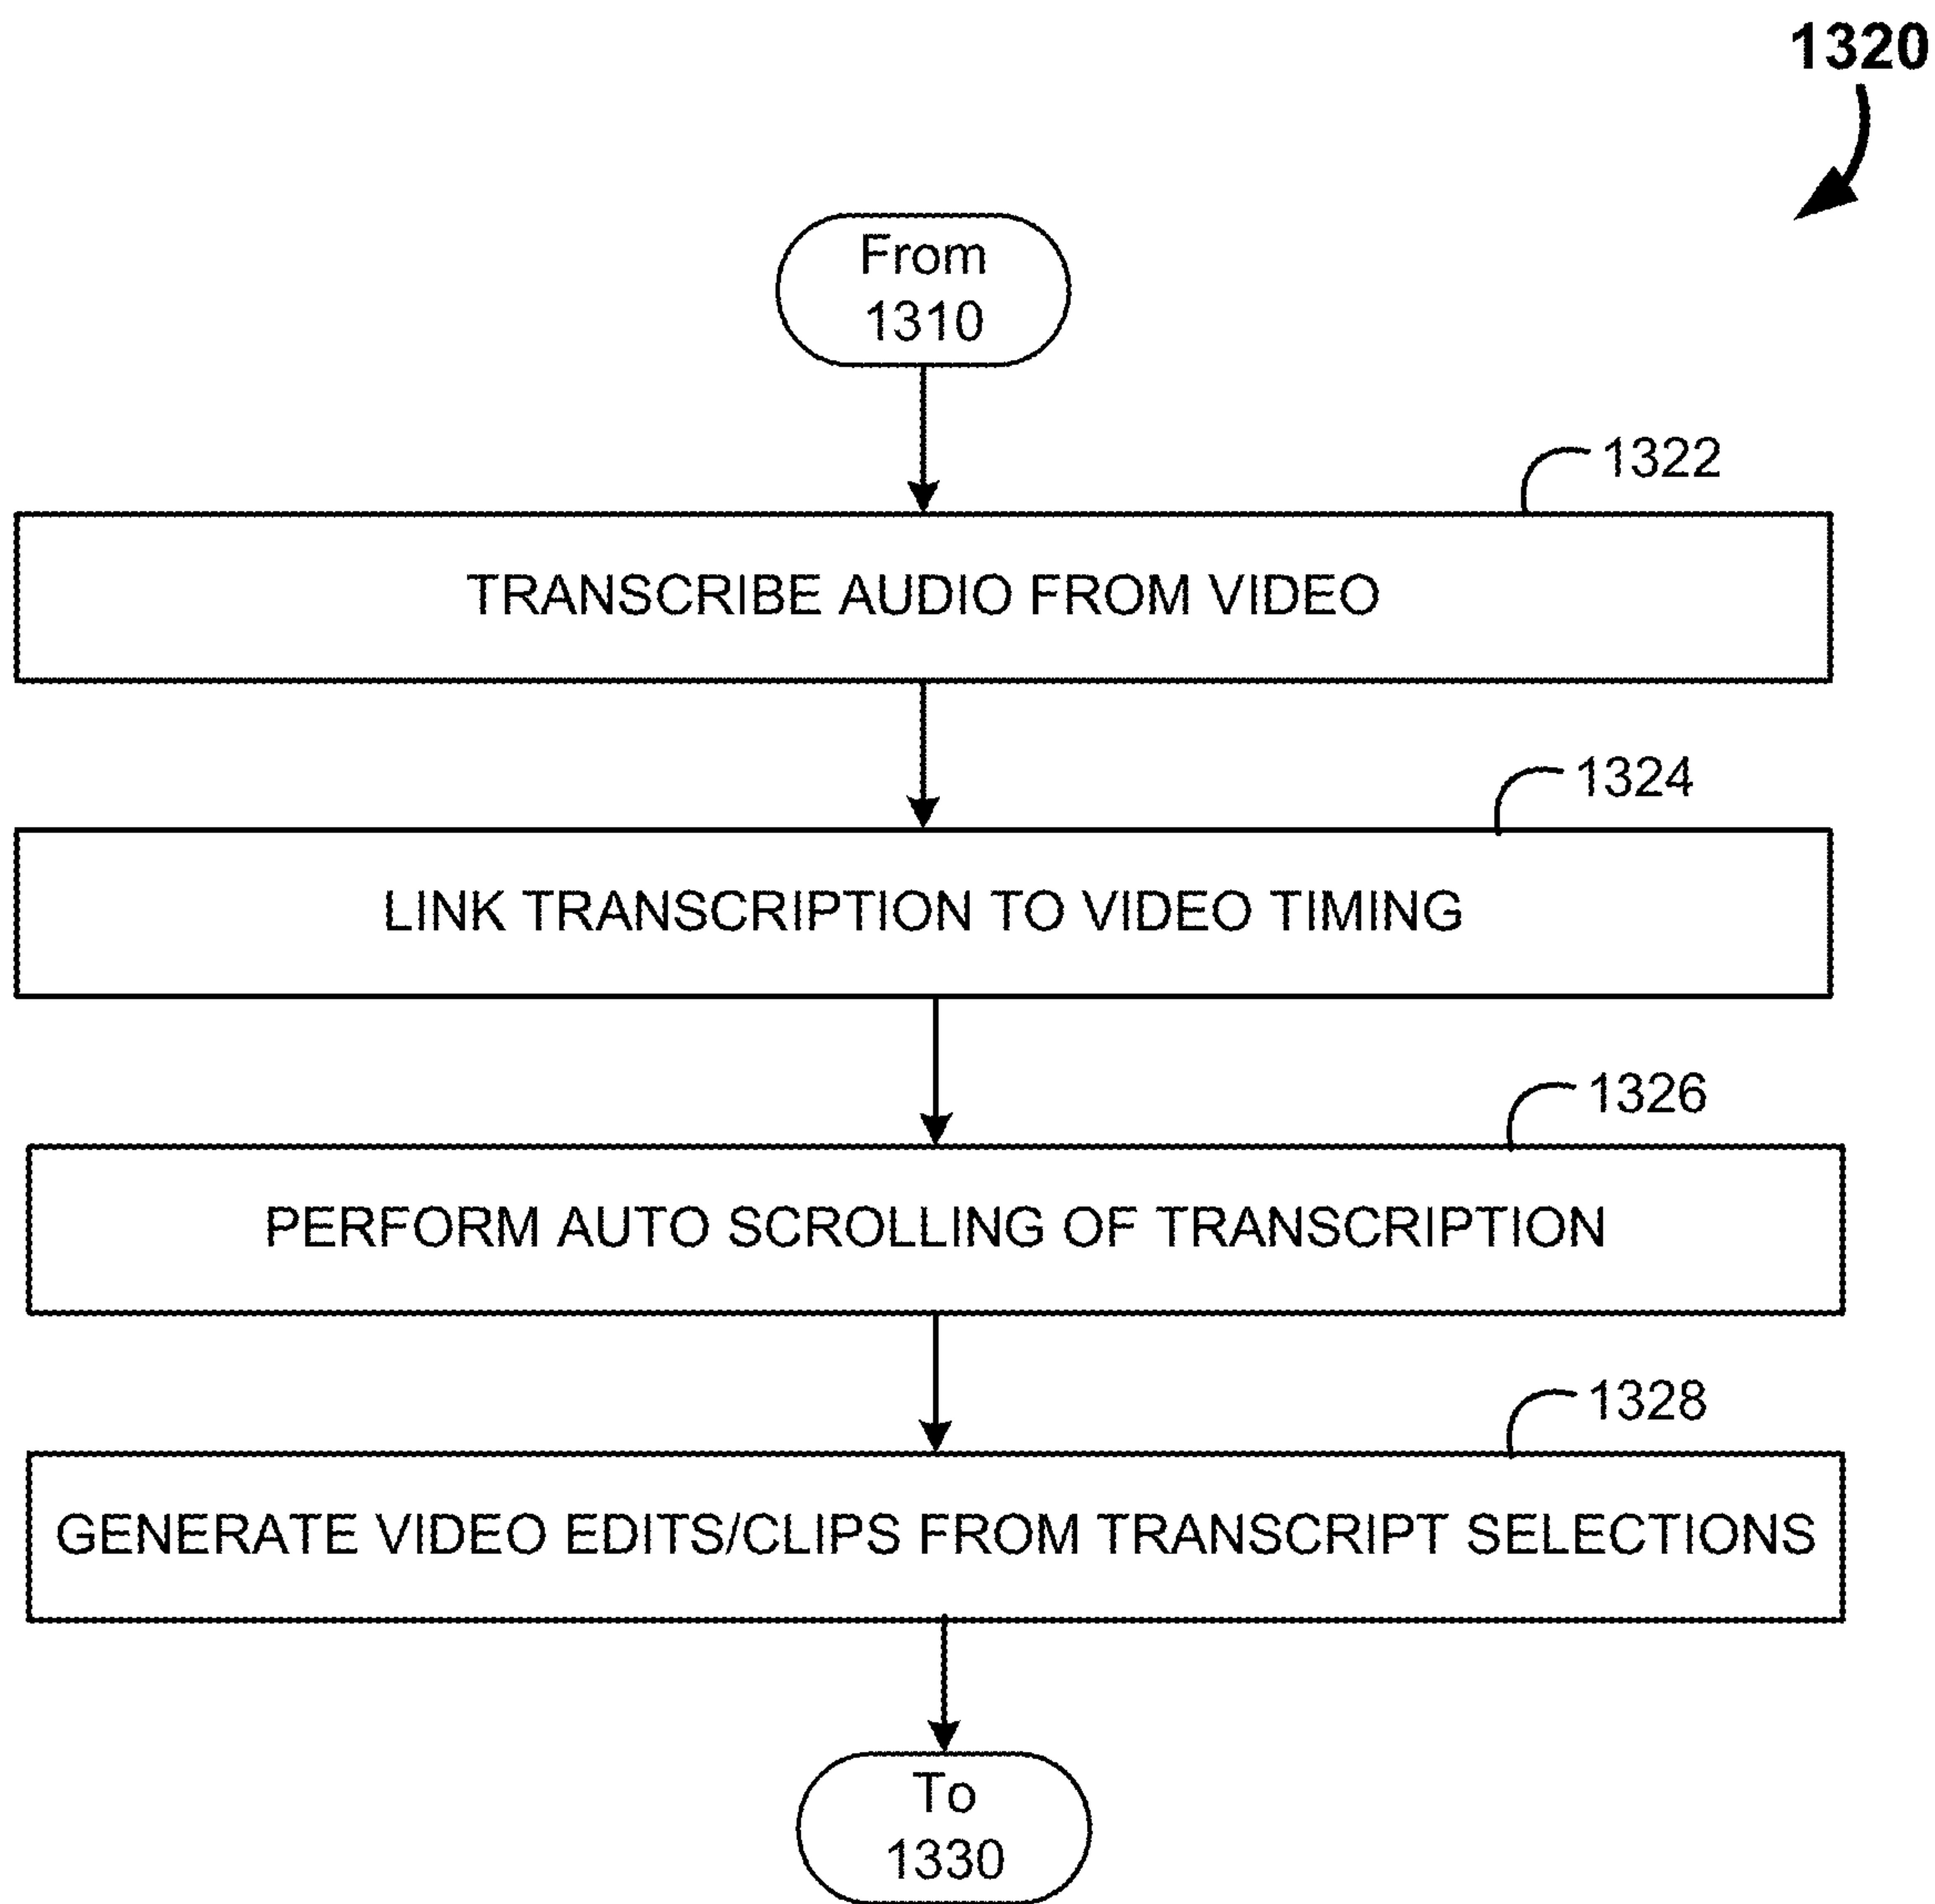 1320
From
1310
1322
TRANSCRIBE AUDIO FROM VIDEO
1324
LINK TRANSCRIPTION TO VIDEO TIMING
1326
PERFORM AUTO SCROLLING OF TRANSCRIPTION
1328
GENERATE VIDEO EDITS/CLIPS FROM TRANSCRIPT SELECTIONS
To
1330